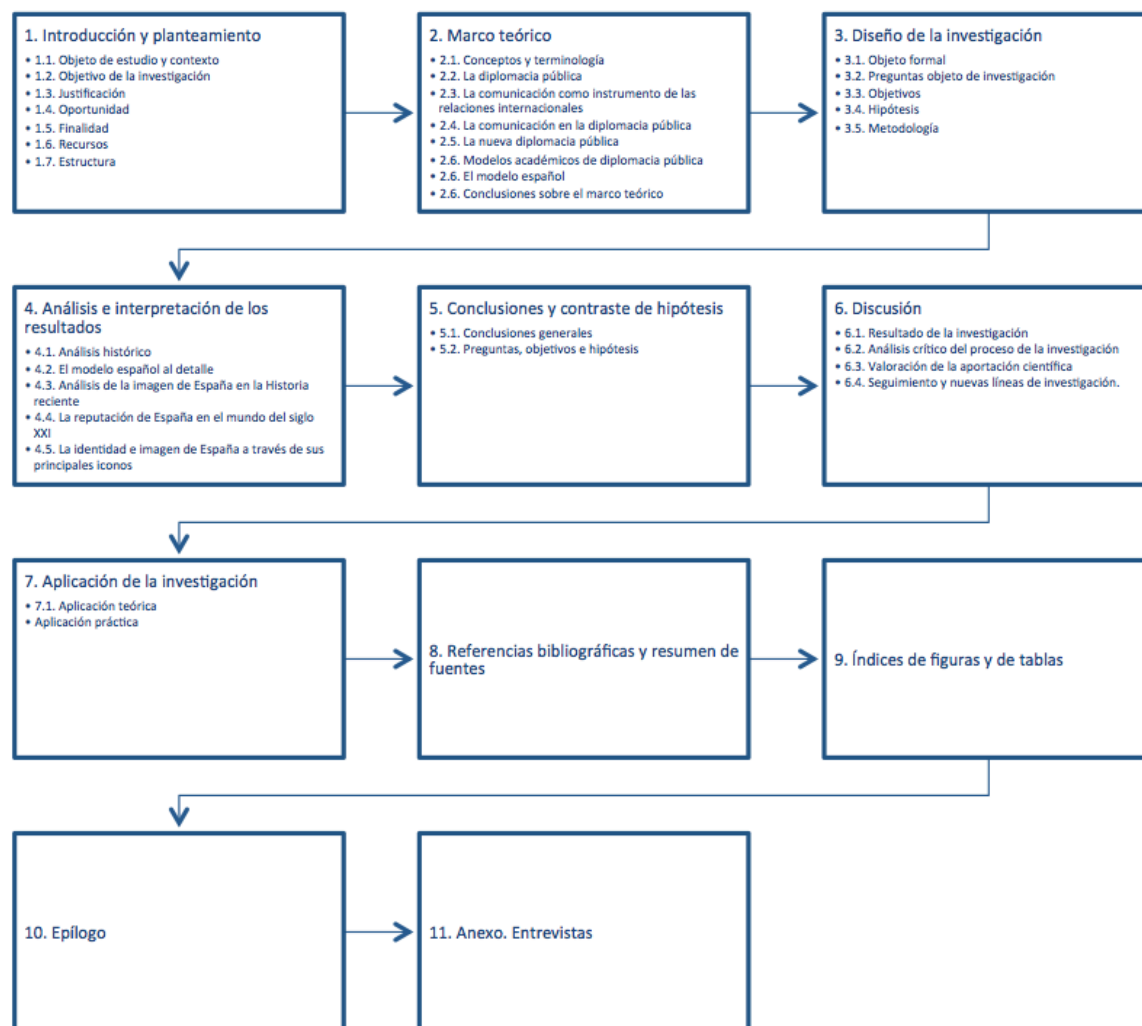 1. Introducción y planteamiento
• 1.1. Objeto de estudio y contexto
• 1.2. Objetivo de la investigación
• 1.3. Justificación
• 1.4. Oportunidad
• 1.5. Finalidad
• 1.6. Recursos
• 1.7. Estructura
2. Marco teórico
• 2.1. Conceptos y terminología
• 2.2. La diplomacia pública
• 2.3. La comunicación como instrumento de las
relaciones internacionales
• 2.4. La comunicación en la diplomacia pública
• 2.5. La nueva diplomacia pública
• 2.6. Modelos académicos de diplomacia pública
• 2.6. El modelo español
• 2.6. Conclusiones sobre el marco teórico
3. Diseño de la investigación
• 3.1. Objeto formal
• 3.2. Preguntas objeto de investigación
• 3.3. Objetivos
• 3.4. Hipótesis
• 3.5. Metodología
4. Análisis e interpretación de los
resultados
• 4.1. Análisis histórico
• 4.2. El modelo español al detalle
• 4.3. Análisis de la imagen de España en la Historia
reciente
• 4.4. La reputación de España en el mundo del siglo
XXI
• 4.5. La identidad e imagen de España a través de sus
principales iconos
5. Conclusiones y contraste de hipótesis
• 5.1. Conclusiones generales
• 5.2. Preguntas, objetivos e hipótesis
6. Discusión
• 6.1. Resultado de la investigación
• 6.2. Análisis crítico del proceso de la investigación
• 6.3. Valoración de la aportación científica
• 6.4. Seguimiento y nuevas líneas de investigación.
7. Aplicación de la investigación
• 7.1. Aplicación teórica
• Aplicación práctica
8. Referencias bibliográficas y resumen de
fuentes
9. Índices de figuras y de tablas
10. Epílogo
11. Anexo. Entrevistas